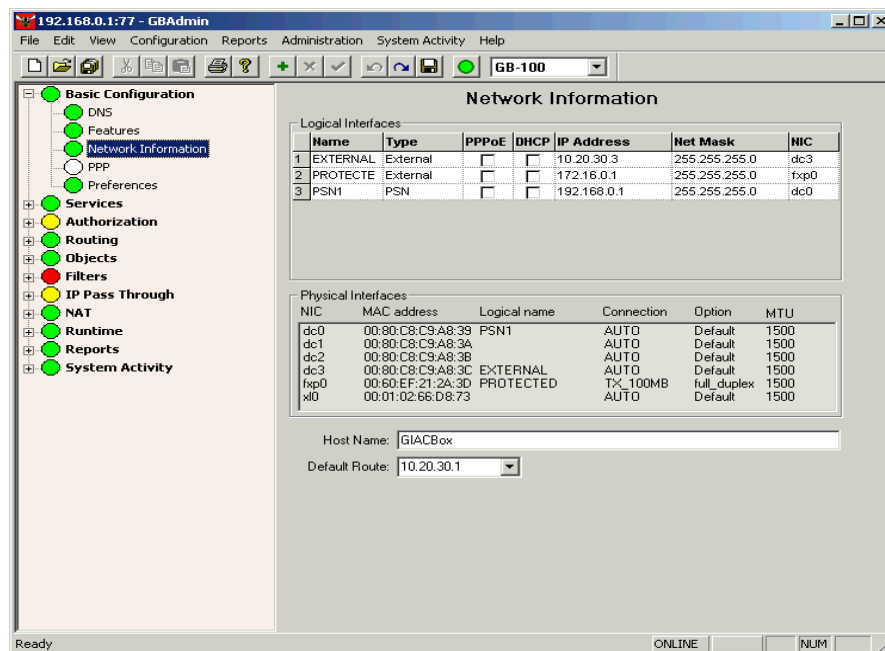 192.168.0.1:77 - GBAdmin
File Edit View Configuration Reports Administration System Activity Help
GB-100
Basic Configuration
DNS
Features
Network Information
PPP
Preferences
Services
Authorization
Routing
Objects
Filters
IP Pass Through
NAT
Runtime
Reports
System Activity
Network Information
Logical Interfaces
Name Type PPPoE DHCP IP Address Net Mask NIC
1 EXTERNAL External 10.20.30.3 255.255.255.0 dc3
2 PROTECTE External 172.16.0.1 255.255.255.0 fxp0
3 PSN1 PSN 192.168.0.1 255.255.255.0 dc0
Physical Interfaces
NIC MAC address Logical name Connection Option MTU
dc0 00:80:C8:C9:A8:39 PSN1 AUTO Default 1500
dc1 00:80:C8:C9:A8:3A AUTO Default 1500
dc2 00:80:C8:C9:A8:3B AUTO Default 1500
dc3 00:80:C8:C9:A8:3C EXTERNAL AUTO Default 1500
fxp0 00:60:EF:21:2A:3D PROTECTED TX_100MB full_duplex 1500
xl0 00:01:02:66:D8:73 AUTO Default 1500
Host Name: GIACBox
Default Route: 10.20.30.1
Ready ONLINE NUM